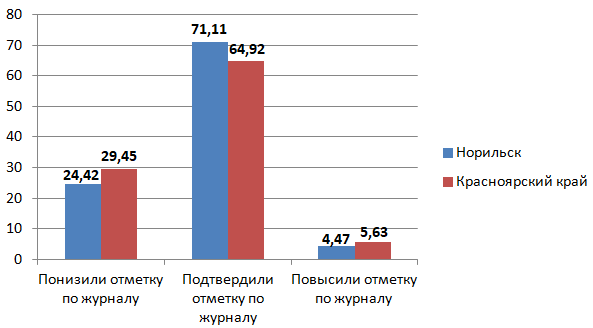 80
70
60
50
40
30
20
10
0
24,42
29,45
71,11
64,92
4,47
5,63
Понизили отметку
по журналу
Подтвердили
отметку по
журналу
Повысили отметку
по журналу
Норильск
Красноярский край